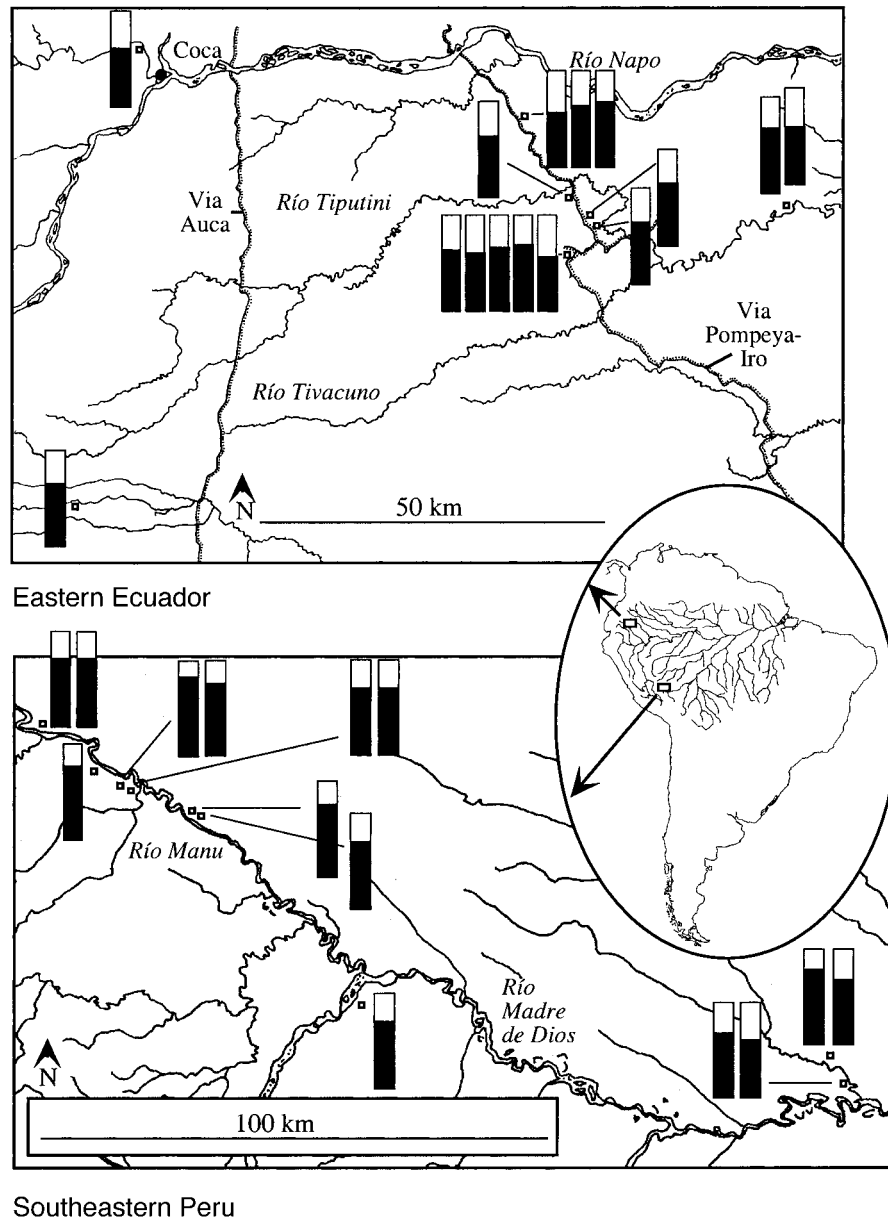 Coca
Río Napo
Via
Auca
Río Tiputini
Via
Pompeya-
Iro
Río Tivacuno
N
50 km
Eastern Ecuador
Río Manu
Río
Madre
de Dios
N
100 km
Southeastern Peru